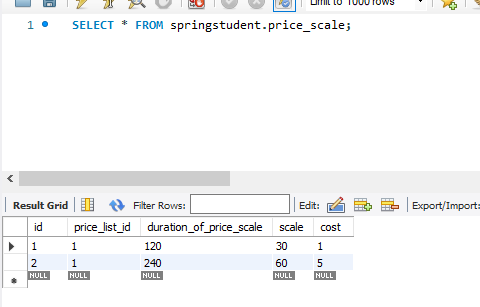 Limit to 1000 rows
1 SELECT * FROM springstudent.price_scale;
Result Grid Filter Rows: Edit: Export/Import:
id price_list_id duration_of_price_scale scale cost
1 1 120 30 1
2 1 240 60 5
NULL NULL NULL NULL NULL